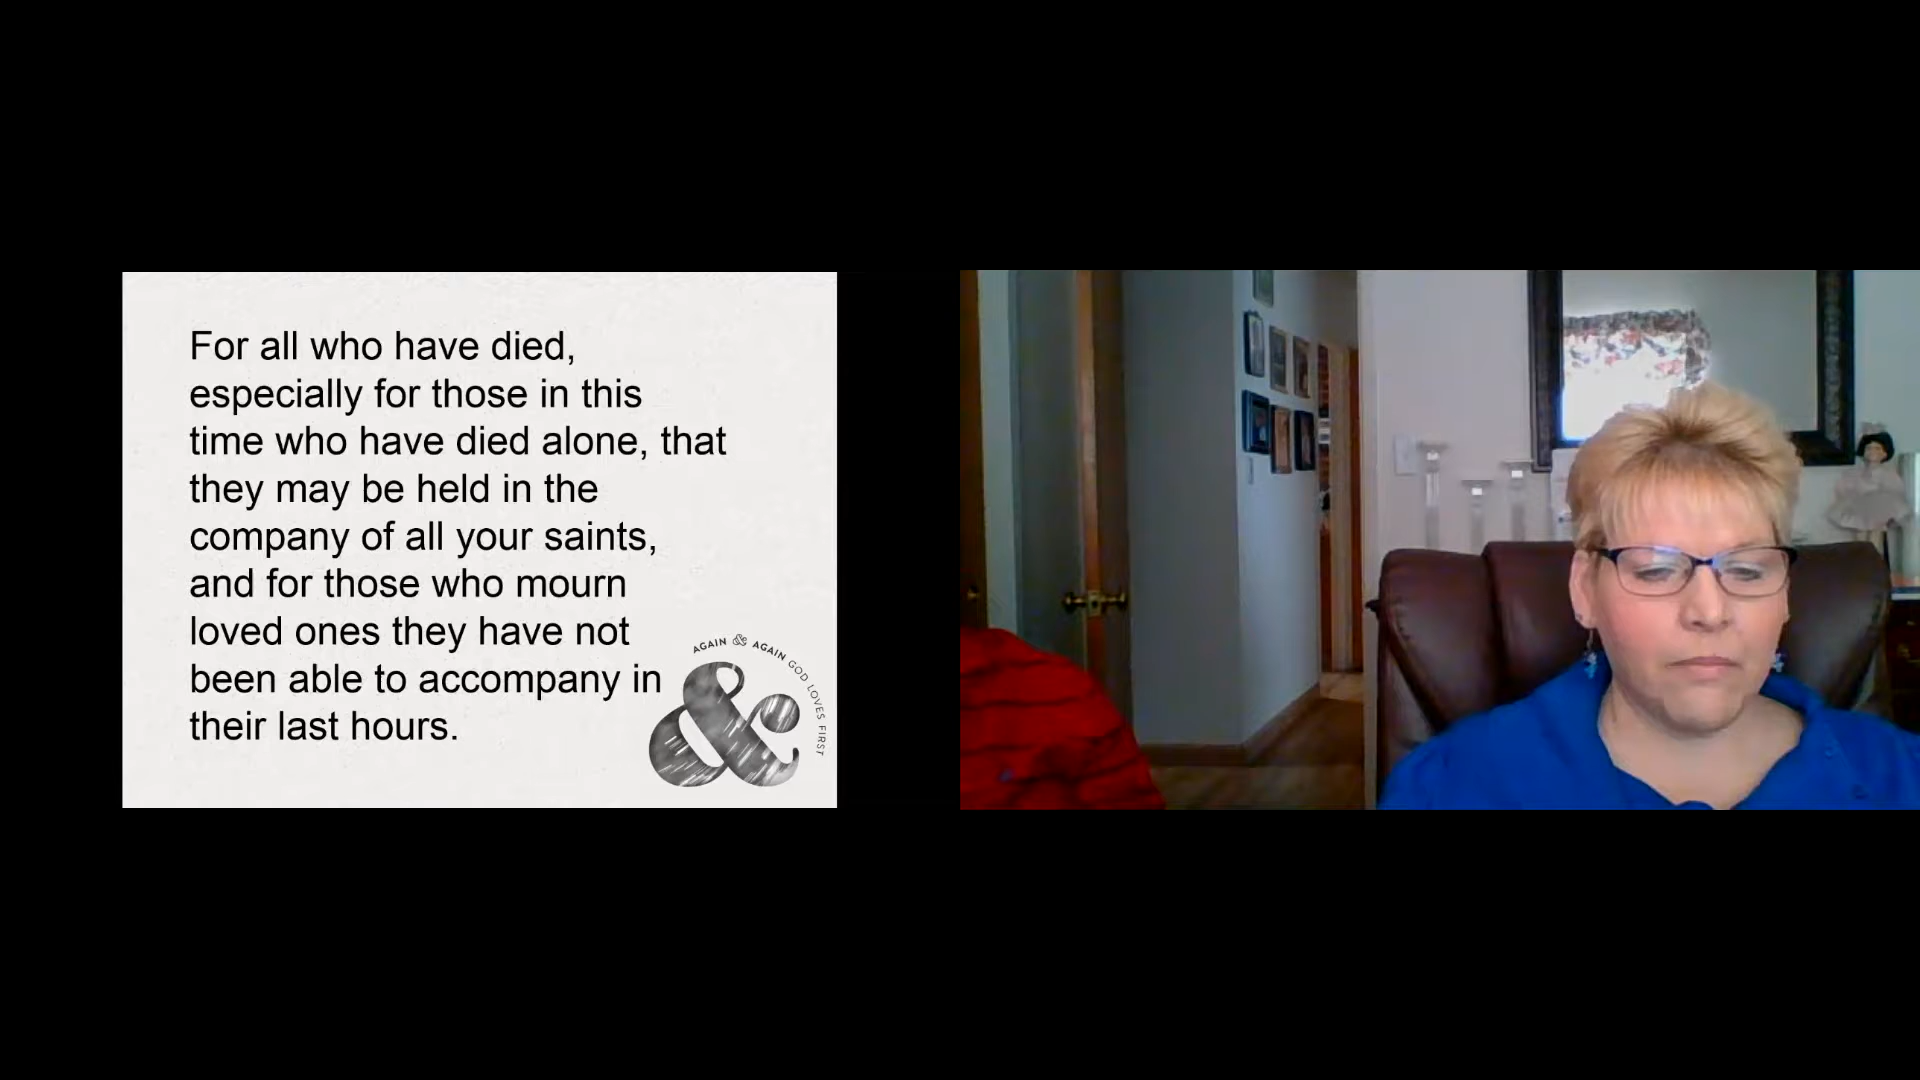 For all who have died,
especially for those in this
time who have died alone, that
they may be held in the
company of all your saints,
and for those who mourn
loved ones they have not
been able to accompany in
their last hours.
AGAIN & AGAIN GOD LOVES FIRST
&